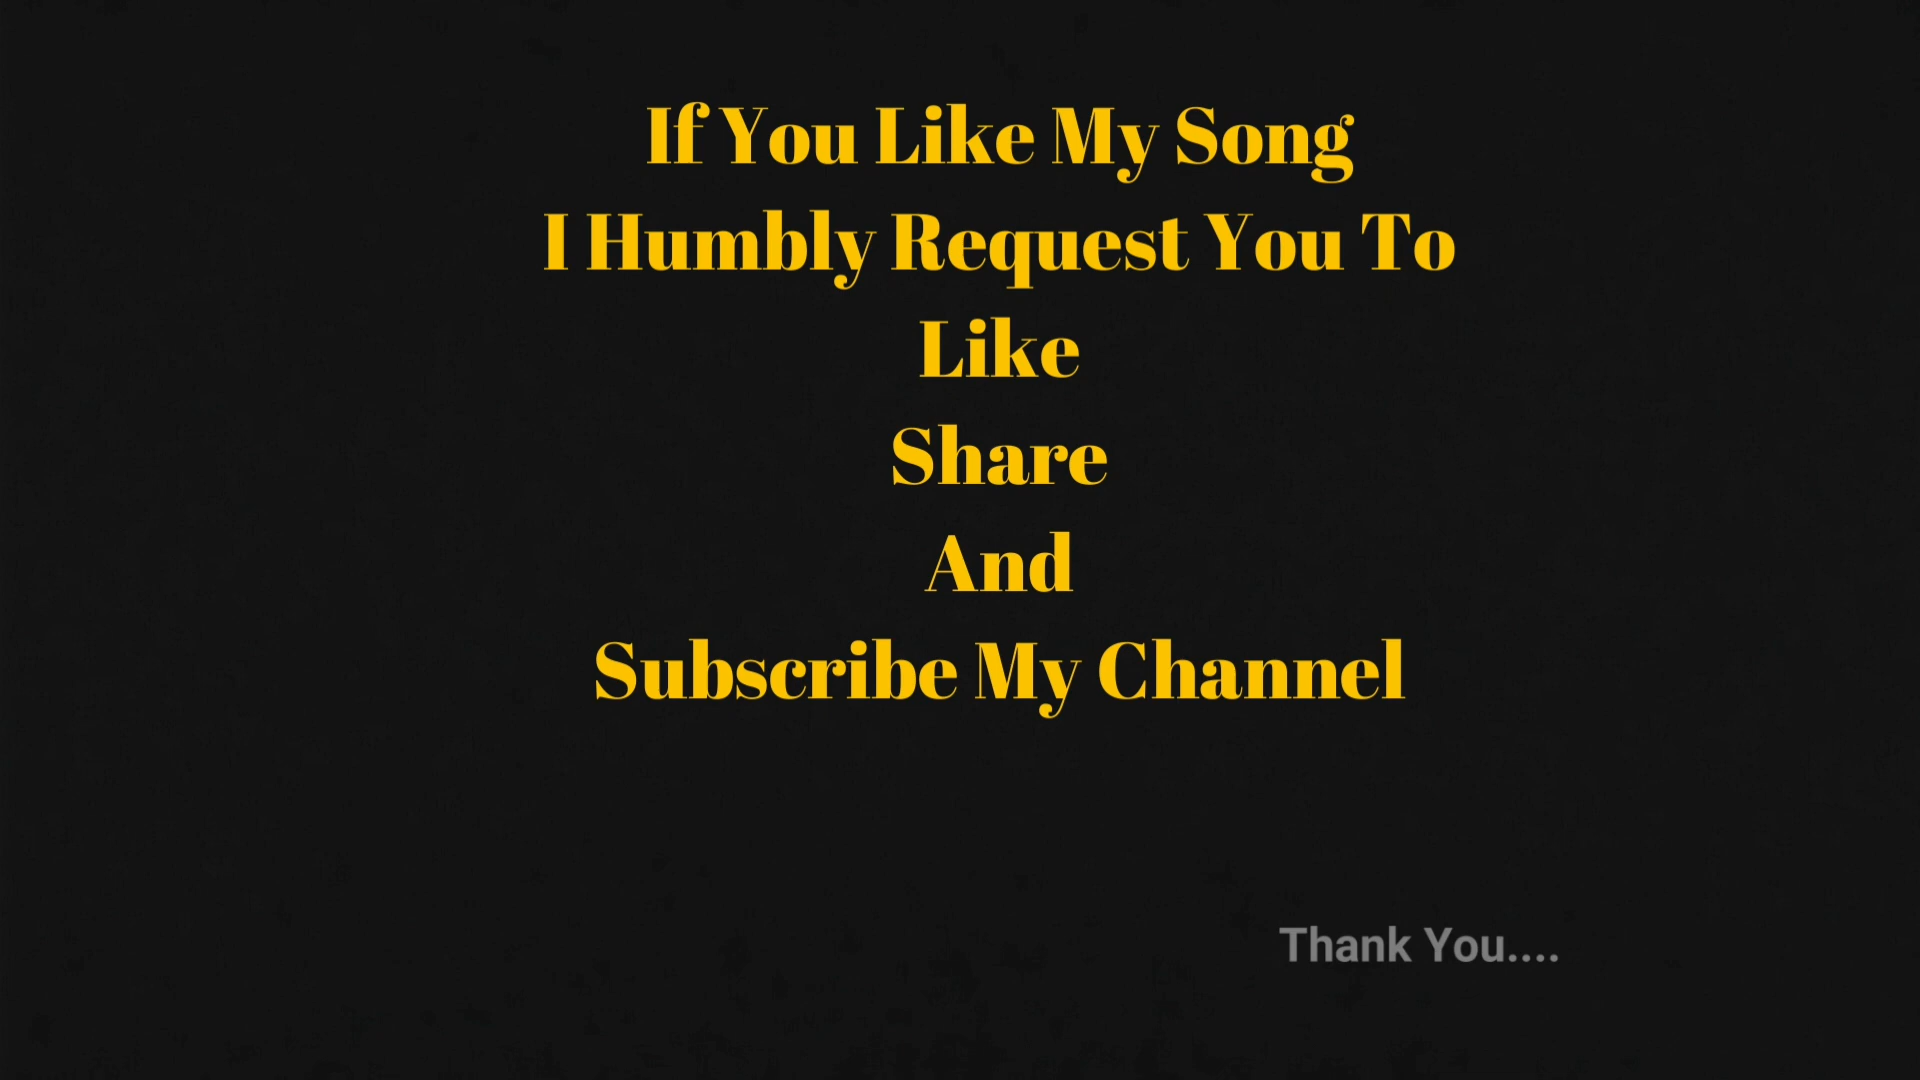 If You Like My Song
I Humbly Request You To
Like
Share
And
Subscribe My Channel
Thank You....